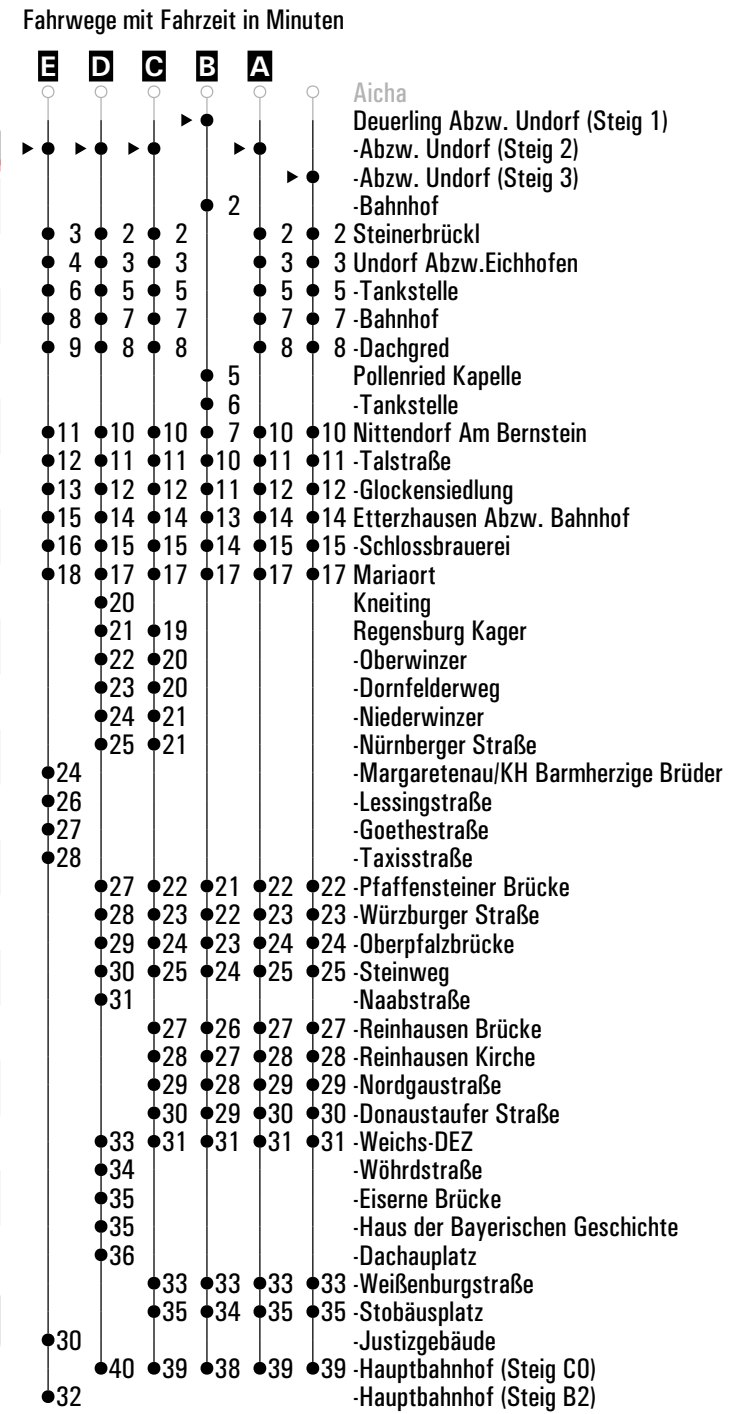 Fahrwege mit Fahrzeit in Minuten
E D C B A
Aicha
Deuerling Abzw. Undorf (Steig 1)
-Abzw. Undorf (Steig 2)
-Abzw. Undorf (Steig 3)
2 -Bahnhof
3 2 2 2 2 Steinerbrückl
4 3 3 3 3 Undorf Abzw.Eichhofen
6 5 5 5 5 -Tankstelle
8 7 7 7 7 -Bahnhof
9 8 8 8 8 -Dachgred
5 Pollenried Kapelle
6 -Tankstelle
11 10 10 7 10 10 Nittendorf Am Bernstein
12 11 11 10 11 11 -Talstraße
13 12 12 11 12 12 -Glockensiedlung
15 14 14 13 14 14 Etterzhausen Abzw. Bahnhof
16 15 15 14 15 15 -Schlossbrauerei
18 17 17 17 17 17 Mariaort
20 Kneiting
21 19 Regensburg Kager
22 20 -Oberwinzer
23 20 -Dornfelderweg
24 21 -Niederwinzer
25 21 -Nürnberger Straße
24 -Margaretenau/KH Barmherzige Brüder
26 -Lessingstraße
27 -Goethestraße
28 -Taxisstraße
27 22 21 22 22 -Pfaffensteiner Brücke
28 23 22 23 23 -Würzburger Straße
29 24 23 24 24 -Oberpfalzbrücke
30 25 24 25 25 -Steinweg
31 -Naabstraße
27 26 27 27 -Reinhausen Brücke
28 27 28 28 -Reinhausen Kirche
29 28 29 29 -Nordgaustraße
30 29 30 30 -Donaustaufer Straße
33 31 31 31 31 -Weichs-DEZ
34 -Wöhrdstraße
35 -Eiserne Brücke
35 -Haus der Bayerischen Geschichte
36 -Dachauplatz
33 33 33 33 -Weißenburgstraße
35 34 35 35 -Stobäusplatz
30 -Justizgebäude
40 39 38 39 39 -Hauptbahnhof (Steig C0)
32 -Hauptbahnhof (Steig B2)